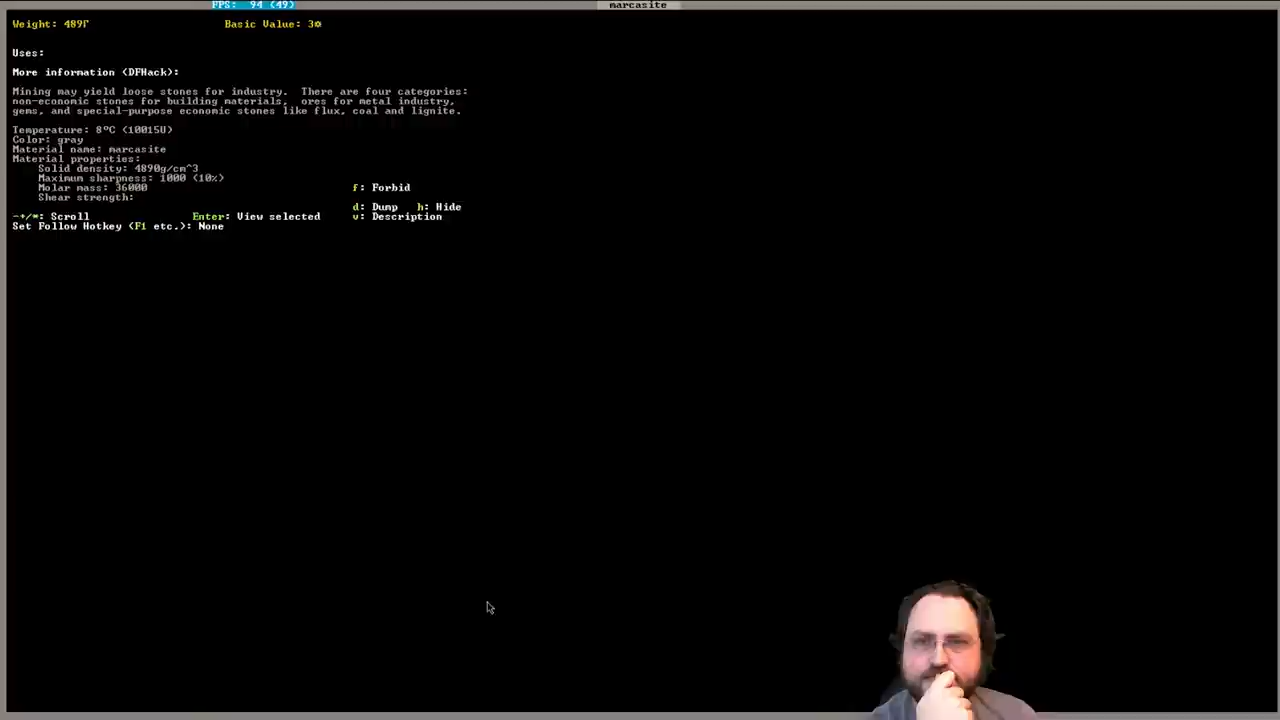 FPS: 94 (49)
marcasite
Weight: 489Γ Basic Value: 3☼
Uses:
More information (DFHack):
Mining may yield loose stones for industry. There are four categories:
non-economic stones for building materials, ores for metal industry,
gems, and special-purpose economic stones like flux, coal and lignite.
Temperature: 8°C (10015U)
Color: gray
Material name: marcasite
Material properties:
Solid density: 4890g/cm^3
Maximum sharpness: 1000 (10%)
Molar mass: 36000 f: Forbid
Shear strength:
d: Dump h: Hide
-+/*: Scroll Enter: View selected v: Description
Set Follow Hotkey (F1 etc.): None